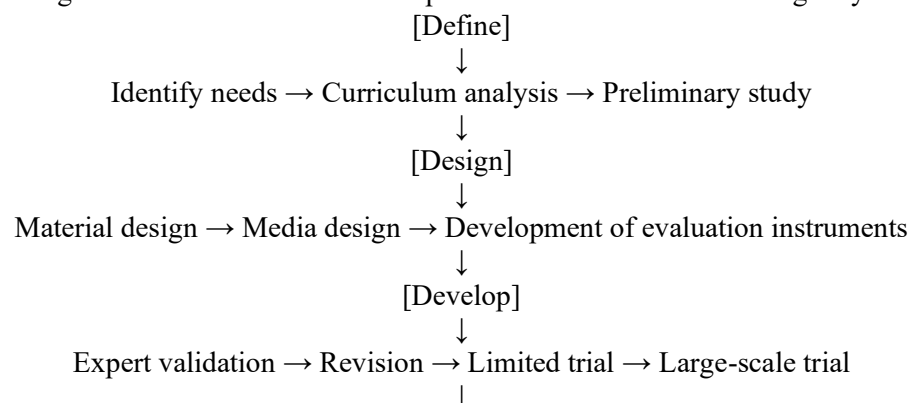 [Define]
↓
Identify needs → Curriculum analysis → Preliminary study
↓
[Design]
↓
Material design → Media design → Development of evaluation instruments
↓
[Develop]
↓
Expert validation → Revision → Limited trial → Large-scale trial